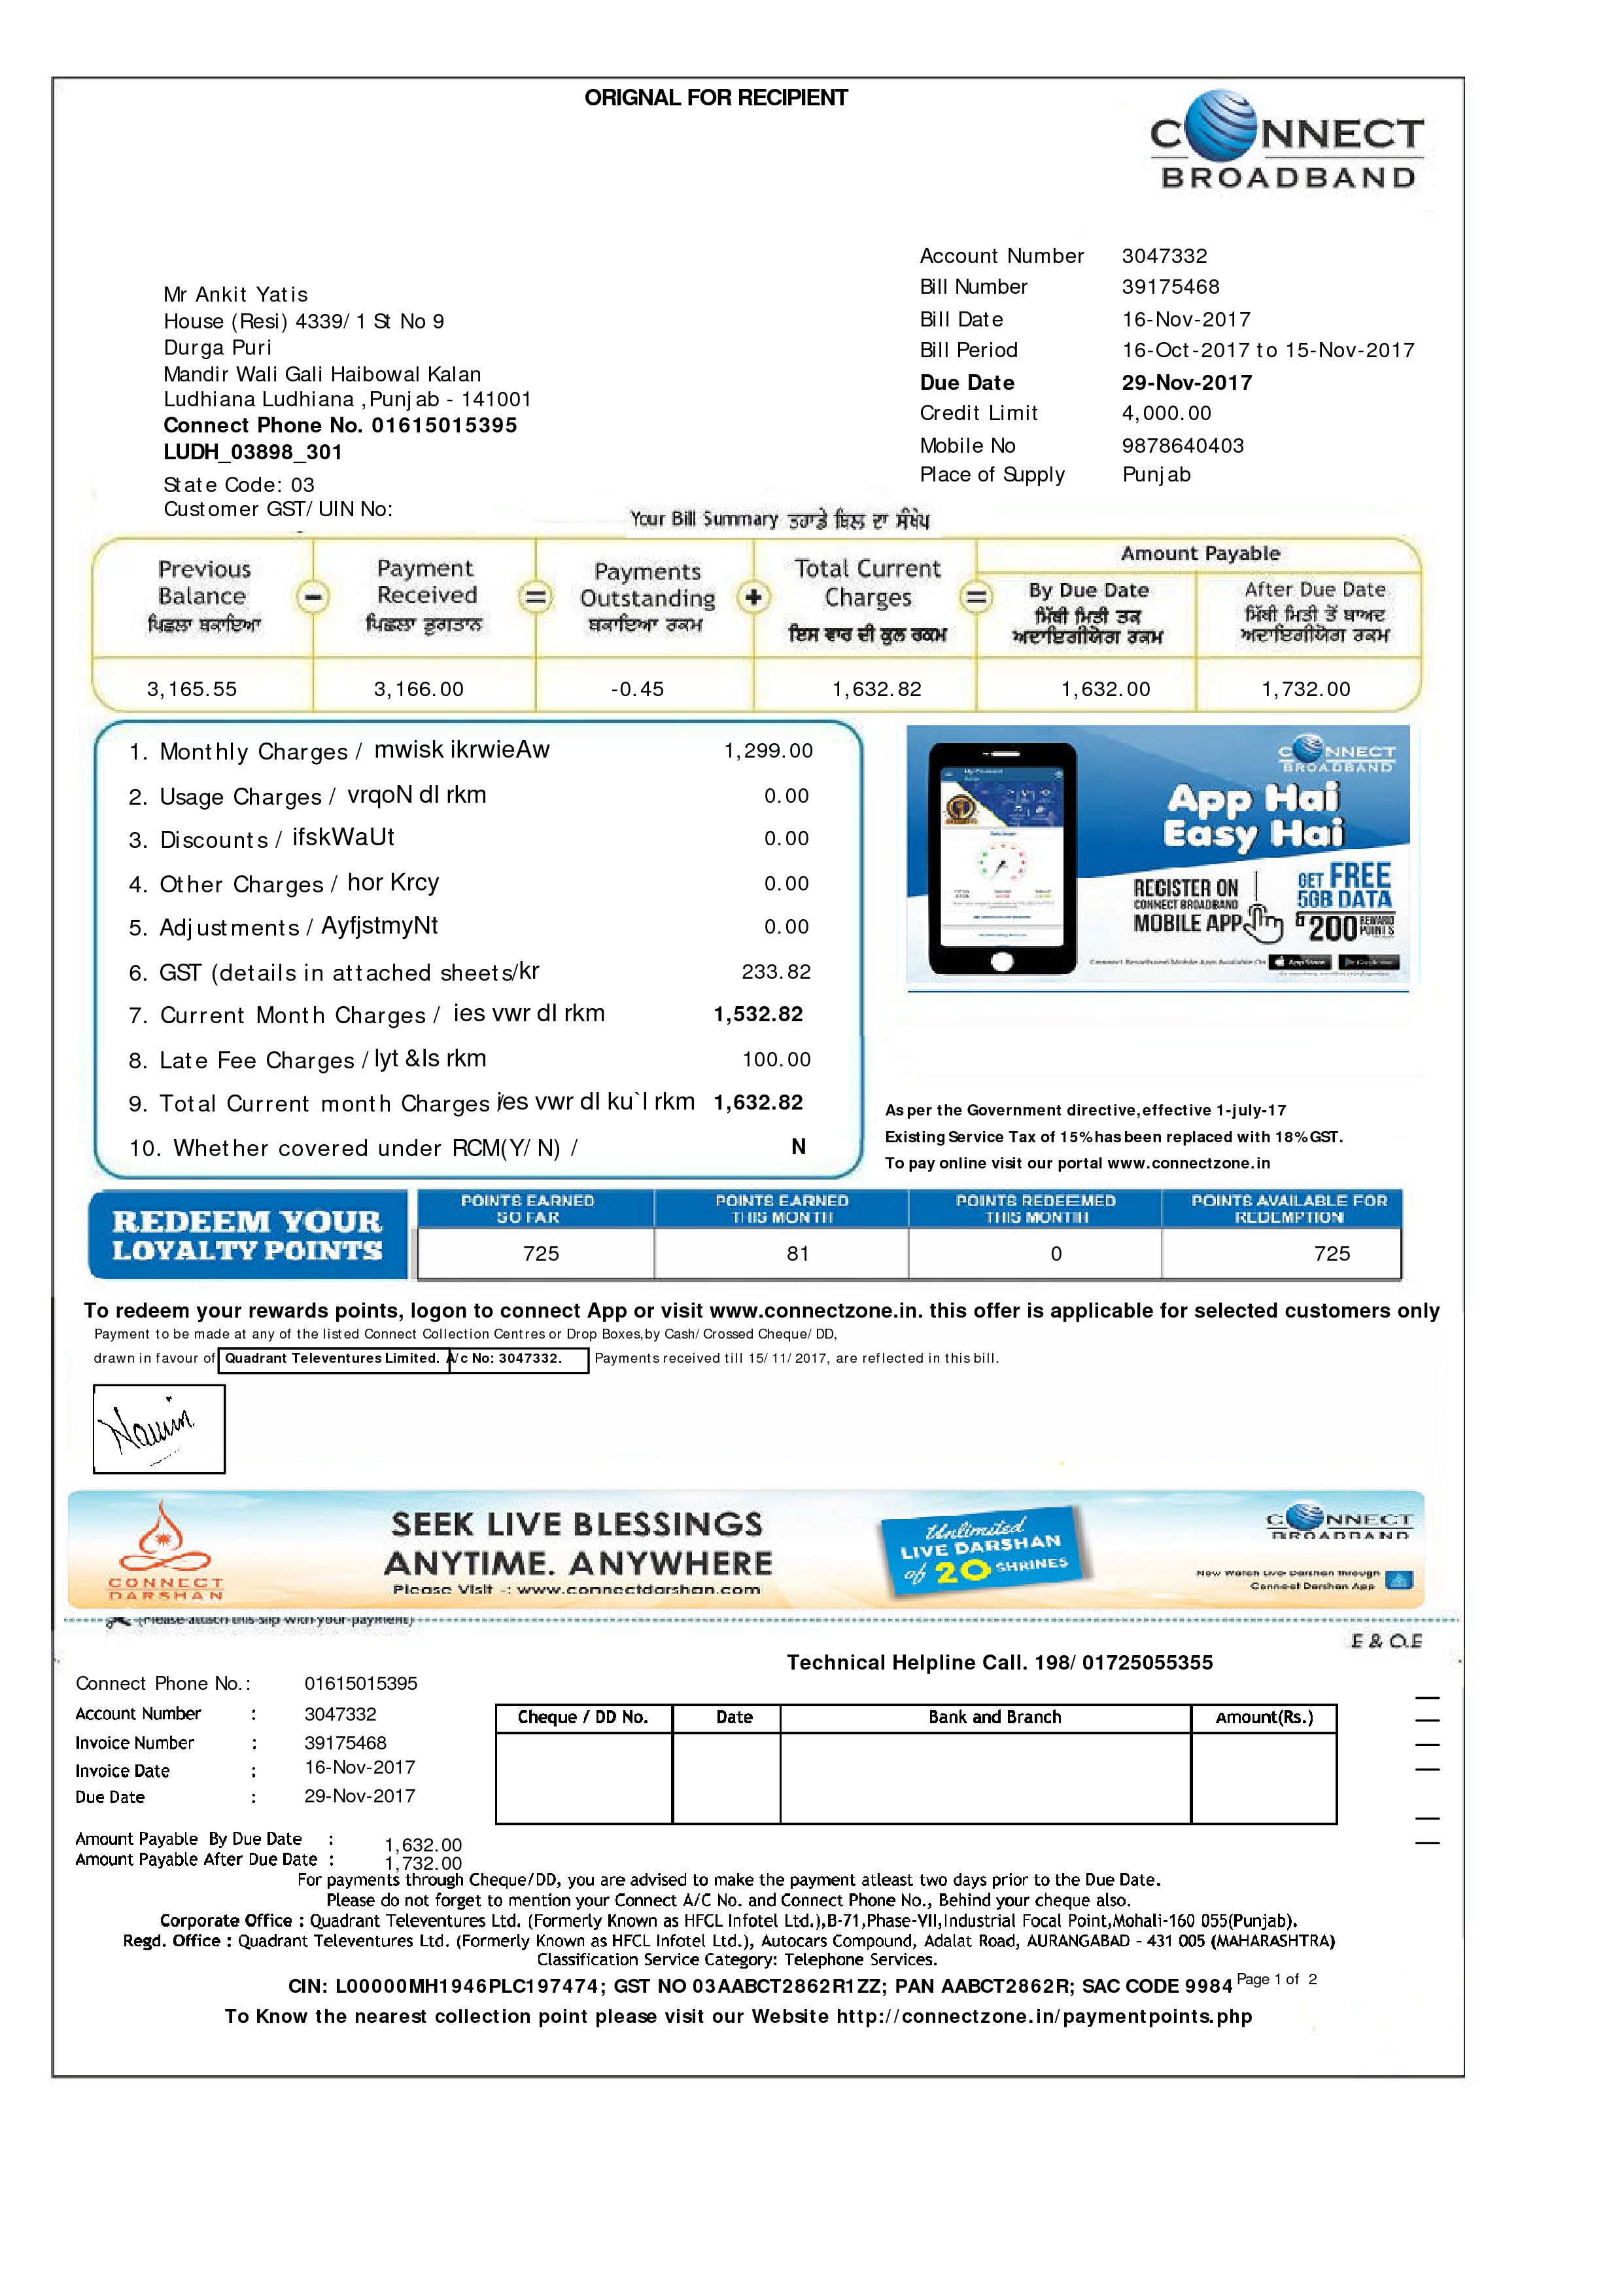 ORIGNAL FOR RECIPIENT
CONNECT
BROADBAND
Mr Ankit Yatis
House (Resi) 4339/ 1 St No 9
Durga Puri
Mandir Wali Gali Haibowal Kalan
Ludhiana Ludhiana ,Punjab - 141001
Connect Phone No. 01615015395
LUDH_03898_301
State Code: 03
Customer GST/ UIN No:
Account Number 3047332
Bill Number 39175468
Bill Date 16-Nov-2017
Bill Period 16-Oct-2017 to 15-Nov-2017
Due Date 29-Nov-2017
Credit Limit 4,000.00
Mobile No 9878640403
Place of Supply Punjab
Your Bill Summary ਤੁਹਾਡੇ ਬਿਲ ਦਾ ਸੰਖੇਪ
Previous Balance ਪਿਛਲਾ ਬਕਾਇਆ
-
Payment Received ਪਿਛਲਾ ਭੁਗਤਾਨ
=
Payments Outstanding ਬਕਾਇਆ ਰਕਮ
+
Total Current Charges ਇਸ ਵਾਰ ਦੀ ਕੁਲ ਰਕਮ
=
Amount Payable
By Due Date ਮਿੱਥੀ ਮਿਤੀ ਤਕ ਅਦਾਇਗੀਯੋਗ ਰਕਮ
After Due Date ਮਿੱਥੀ ਮਿਤੀ ਤੋਂ ਬਾਅਦ ਅਦਾਇਗੀਯੋਗ ਰਕਮ
3,165.55 3,166.00 -0.45 1,632.82 1,632.00 1,732.00
1. Monthly Charges / mwisk ikrwieAw 1,299.00
2. Usage Charges / vrqoN dI rkm 0.00
3. Discounts / ifskWaUt 0.00
4. Other Charges / hor Krcy 0.00
5. Adjustments / AyfjstmyNt 0.00
6. GST (details in attached sheets/kr 233.82
7. Current Month Charges / ies vwr dI rkm 1,532.82
8. Late Fee Charges / lyt &Is rkm 100.00
9. Total Current month Charges /ies vwr dI ku`l rkm 1,632.82
10. Whether covered under RCM(Y/ N) / N
CONNECT
BROADBAND
App Hai
Easy Hai
REGISTER ON
CONNECT BROADBAND
MOBILE APP
GET FREE
5GB DATA
& 200 REWARD POINTS
Connect Broadband Mobile Apps Available On App Store
As per the Government directive,effective 1-july-17
Existing Service Tax of 15% has been replaced with 18% GST.
To pay online visit our portal www.connectzone.in
REDEEM YOUR
LOYALTY POINTS
POINTS EARNED SO FAR
POINTS EARNED THIS MONTH
POINTS REDEEMED THIS MONTH
POINTS AVAILABLE FOR REDEMPTION
725 81 0 725
To redeem your rewards points, logon to connect App or visit www.connectzone.in. this offer is applicable for selected customers only
Payment to be made at any of the listed Connect Collection Centres or Drop Boxes,by Cash/ Crossed Cheque/ DD,
drawn in favour of Quadrant Televentures Limited. A/c No: 3047332. Payments received till 15/ 11/ 2017, are reflected in this bill.
CONNECT
DARSHAN
SEEK LIVE BLESSINGS
ANYTIME. ANYWHERE
Please Visit -: www.connectdarshan.com
Unlimited
LIVE DARSHAN
of 20 SHRINES
CONNECT
BROADBAND
Now Watch Live Darshan through
Connect Darshan App
(Please attach this slip with your payment)
E & O.E
Technical Helpline Call. 198/ 01725055355
Connect Phone No.: 01615015395
Account Number : 3047332
Invoice Number : 39175468
Invoice Date : 16-Nov-2017
Due Date : 29-Nov-2017
Cheque / DD No. Date Bank and Branch Amount(Rs.)
Amount Payable By Due Date : 1,632.00
Amount Payable After Due Date : 1,732.00
For payments through Cheque/DD, you are advised to make the payment atleast two days prior to the Due Date.
Please do not forget to mention your Connect A/C No. and Connect Phone No., Behind your cheque also.
Corporate Office : Quadrant Televentures Ltd. (Formerly Known as HFCL Infotel Ltd.),B-71,Phase-VII,Industrial Focal Point,Mohali-160 055(Punjab).
Regd. Office : Quadrant Televentures Ltd. (Formerly Known as HFCL Infotel Ltd.), Autocars Compound, Adalat Road, AURANGABAD - 431 005 (MAHARASHTRA)
Classification Service Category: Telephone Services.
CIN: L00000MH1946PLC197474; GST NO 03AABCT2862R1ZZ; PAN AABCT2862R; SAC CODE 9984 Page 1 of 2
To Know the nearest collection point please visit our Website http://connectzone.in/paymentpoints.php